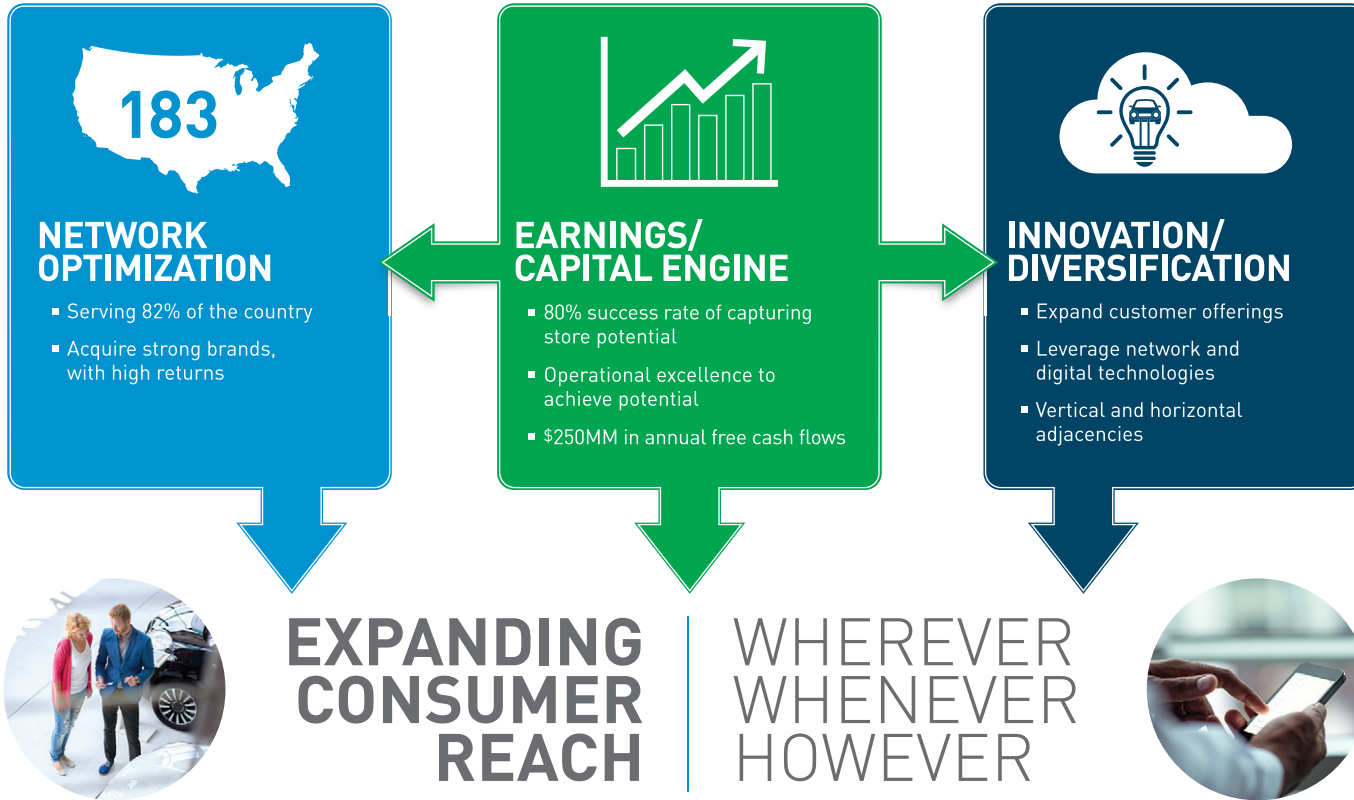 183
NETWORK
OPTIMIZATION
▪ Serving 82% of the country
▪ Acquire strong brands,
with high returns
EARNINGS/
CAPITAL ENGINE
▪ 80% success rate of capturing
store potential
▪ Operational excellence to
achieve potential
▪ $250MM in annual free cash flows
INNOVATION/
DIVERSIFICATION
▪ Expand customer offerings
▪ Leverage network and
digital technologies
▪ Vertical and horizontal
adjacencies
EXPANDING
CONSUMER
REACH
WHEREVER
WHENEVER
HOWEVER